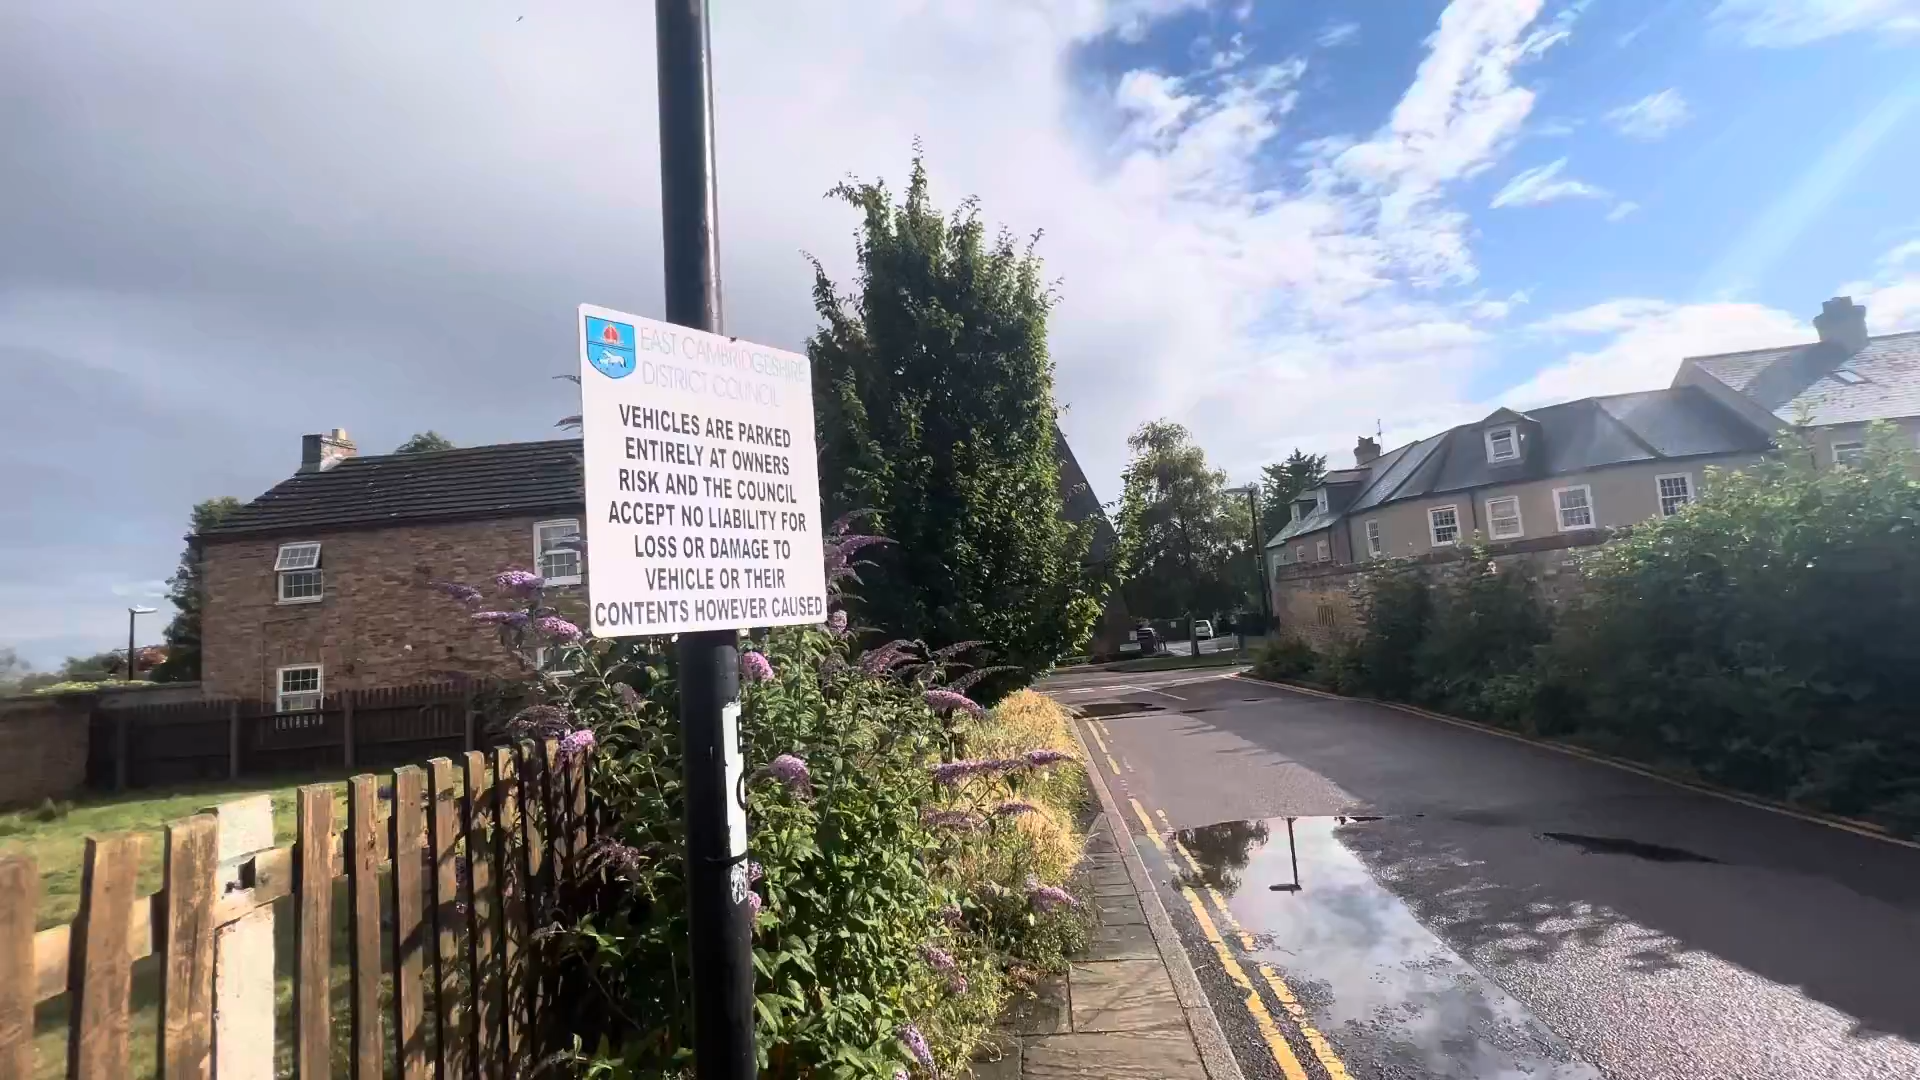 EAST CAMBRIDGESHIRE
DISTRICT COUNCIL
VEHICLES ARE PARKED
ENTIRELY AT OWNERS
RISK AND THE COUNCIL
ACCEPT NO LIABILITY FOR
LOSS OR DAMAGE TO
VEHICLE OR THEIR
CONTENTS HOWEVER CAUSED